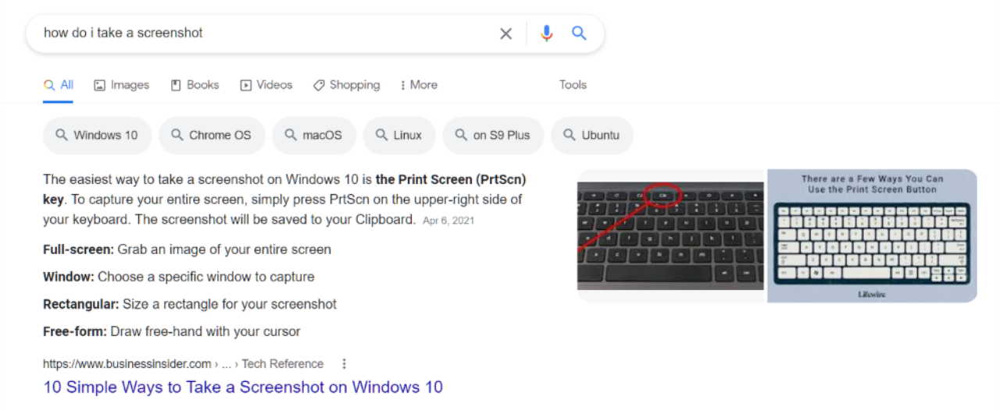 how do i take a screenshot
All Images Books Videos Shopping More Tools
Windows 10 Chrome OS macOS Linux on S9 Plus Ubuntu
The easiest way to take a screenshot on Windows 10 is the Print Screen (PrtScn)
key. To capture your entire screen, simply press PrtScn on the upper-right side of
your keyboard. The screenshot will be saved to your Clipboard. Apr 6, 2021
Full-screen: Grab an image of your entire screen
Window: Choose a specific window to capture
Rectangular: Size a rectangle for your screenshot
Free-form: Draw free-hand with your cursor
https://www.businessinsider.com › ... › Tech Reference
10 Simple Ways to Take a Screenshot on Windows 10
There are a Few Ways You Can
Use the Print Screen Button
Lifewire